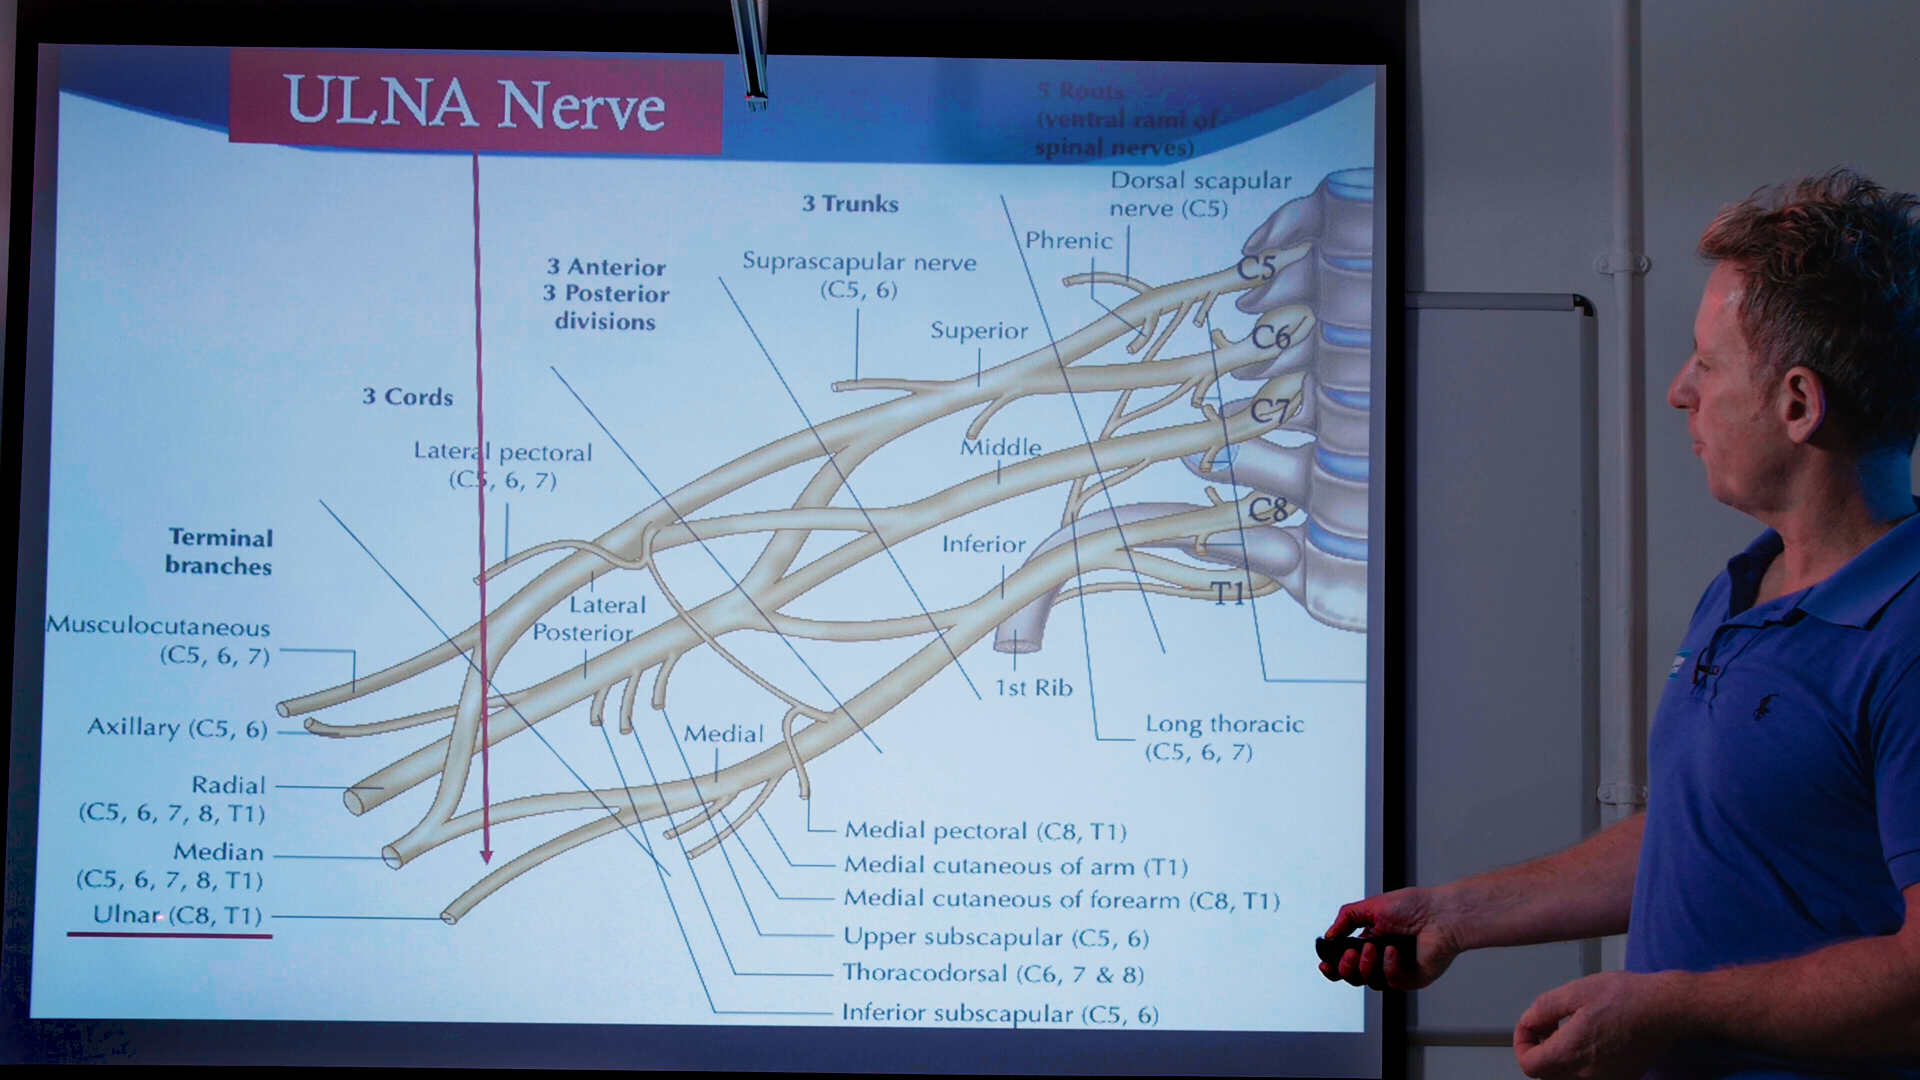 ULNA Nerve
5 Roots
(ventral rami of
spinal nerves)
Dorsal scapular
nerve (C5)
3 Trunks
Phrenic
3 Anterior
3 Posterior
divisions
Suprascapular nerve
(C5, 6)
C5
Superior
C6
3 Cords
C7
Lateral pectoral
(C5, 6, 7)
Middle
C8
Terminal
branches
Inferior
T1
Lateral
Posterior
Musculocutaneous
(C5, 6, 7)
1st Rib
Axillary (C5, 6)
Medial
Long thoracic
(C5, 6, 7)
Radial
(C5, 6, 7, 8, T1)
Median
(C5, 6, 7, 8, T1)
Ulnar (C8, T1)
Medial pectoral (C8, T1)
Medial cutaneous of arm (T1)
Medial cutaneous of forearm (C8, T1)
Upper subscapular (C5, 6)
Thoracodorsal (C6, 7 & 8)
Inferior subscapular (C5, 6)